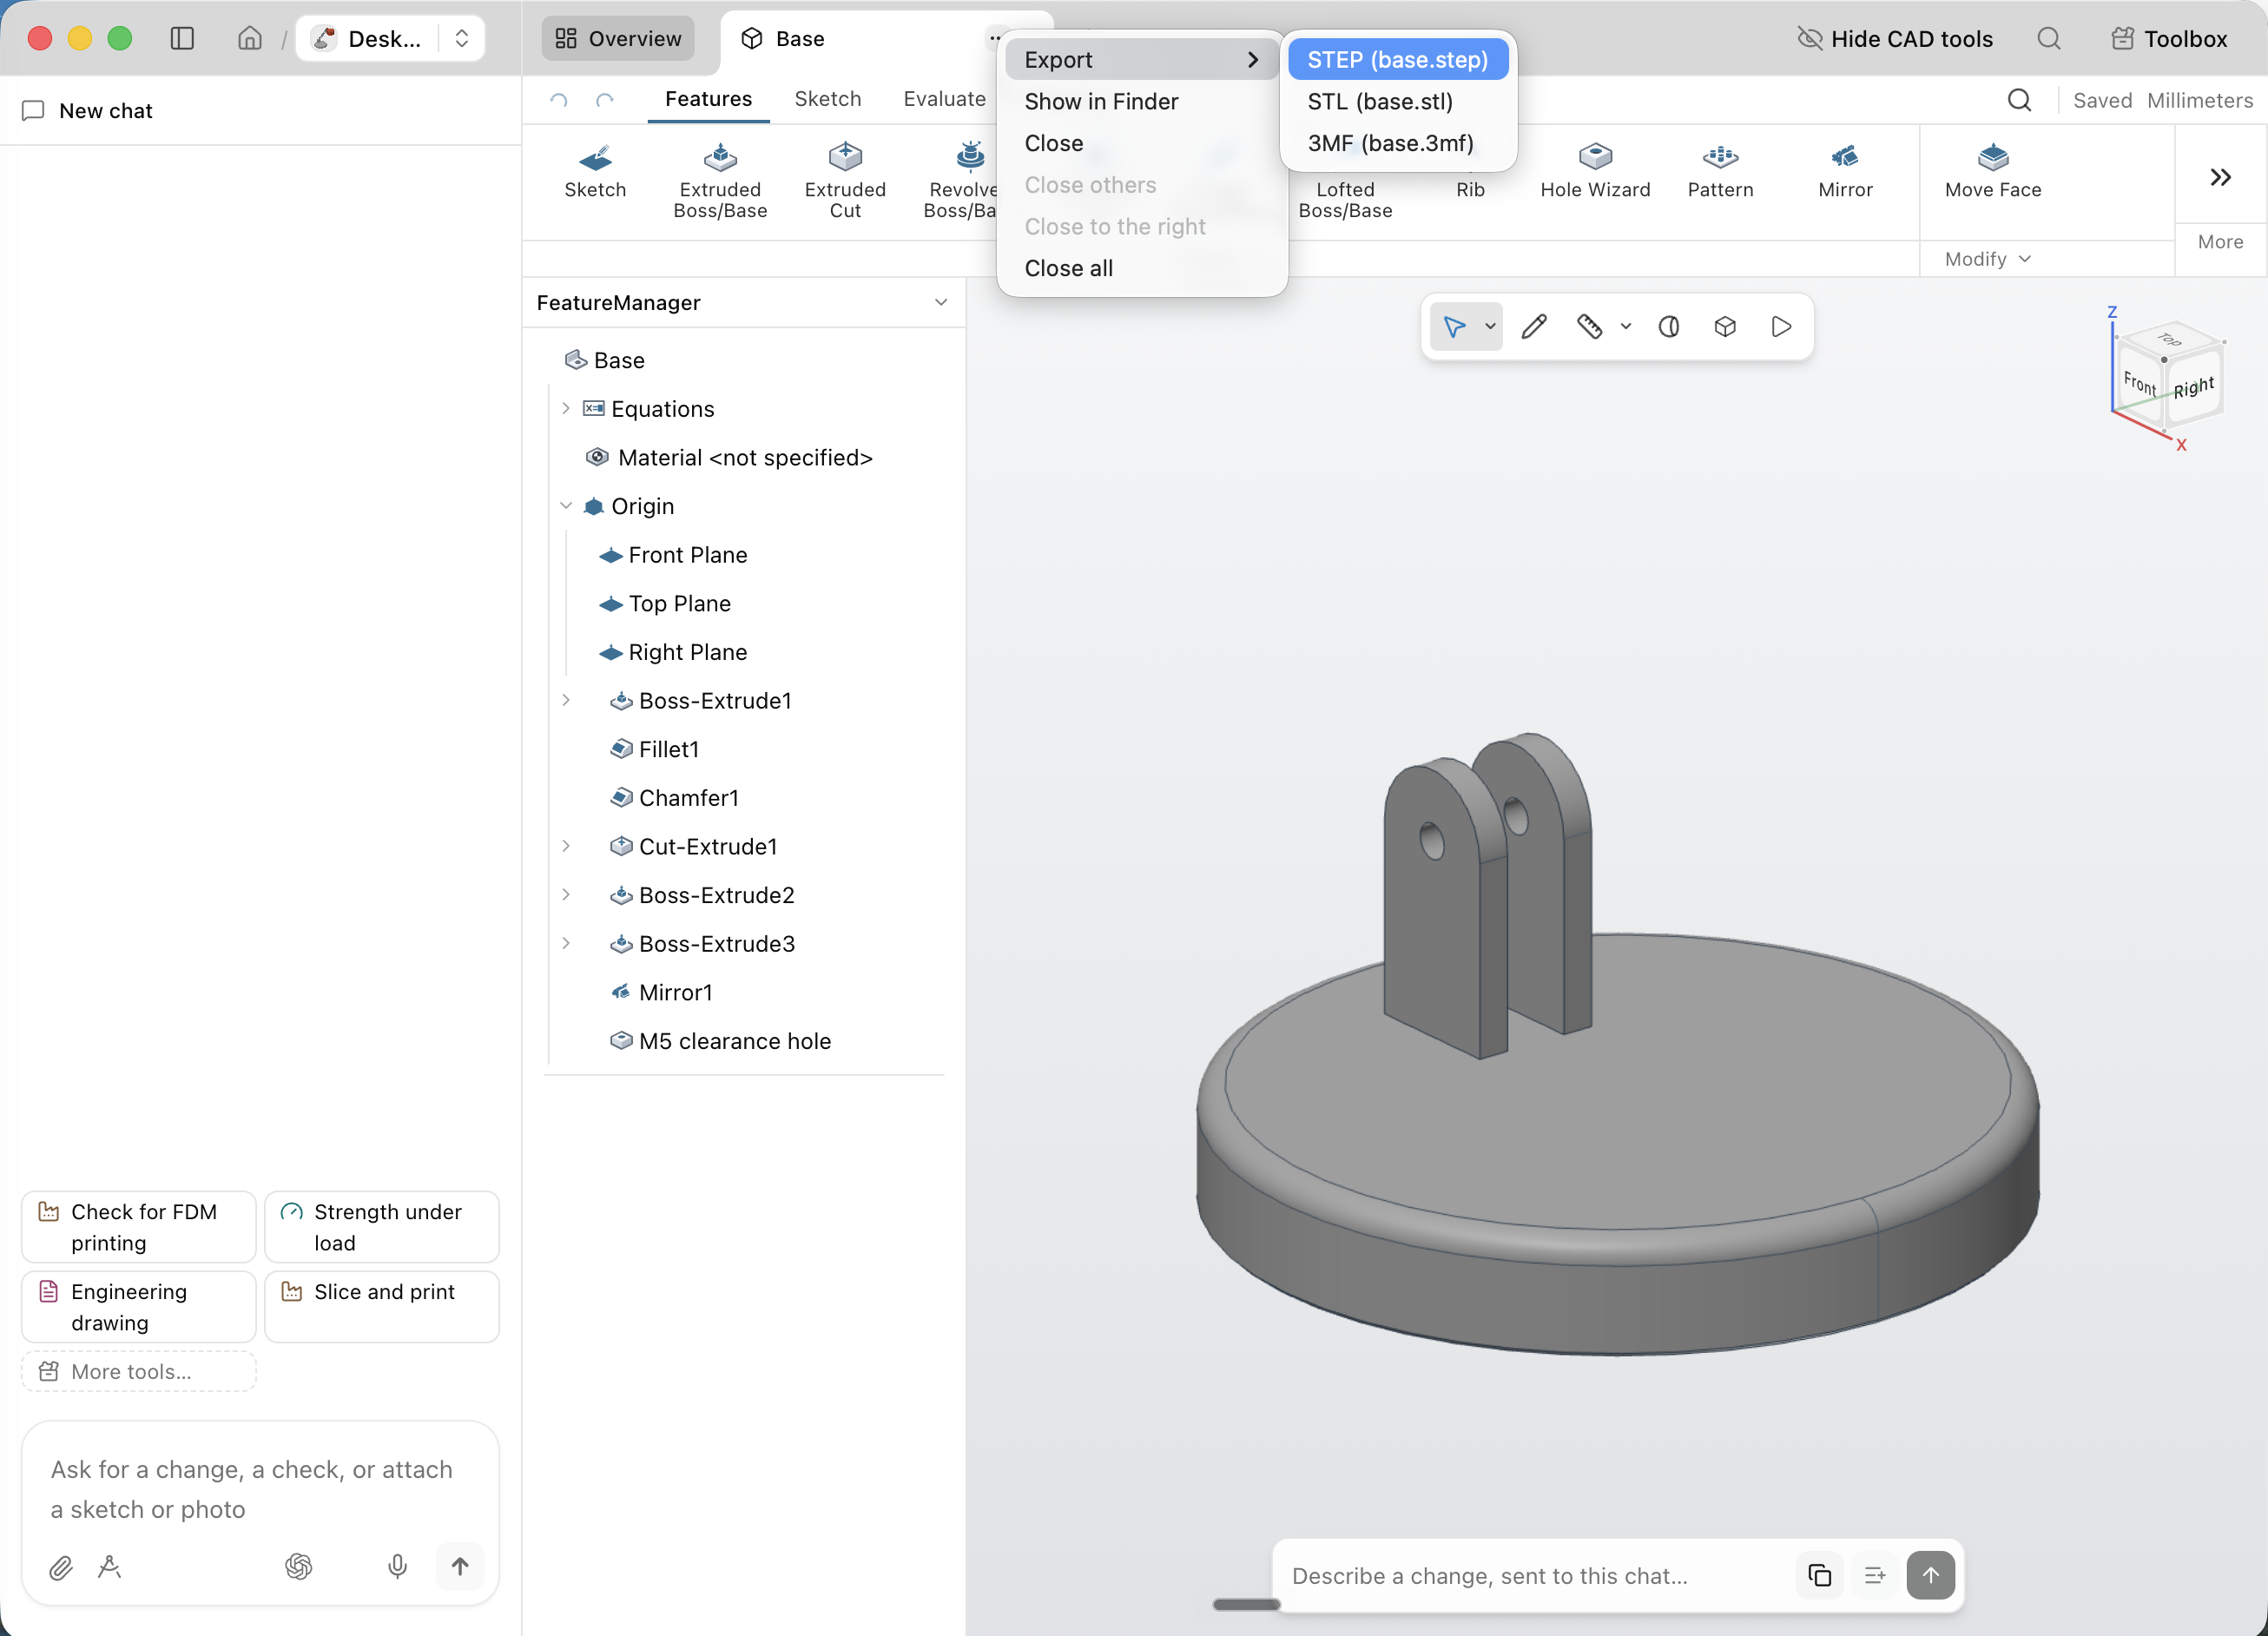 Desk...
Overview
Base
Hide CAD tools
Toolbox
New chat
Features
Sketch
Evaluate
Saved
Millimeters
Export
Show in Finder
Close
Close others
Close to the right
Close all
STEP (base.step)
STL (base.stl)
3MF (base.3mf)
Sketch
Extruded
Boss/Base
Extruded
Cut
Revolve
Boss/Ba
Lofted
Boss/Base
Rib
Hole Wizard
Pattern
Mirror
Move Face
Modify
More
FeatureManager
Base
Equations
Material <not specified>
Origin
Front Plane
Top Plane
Right Plane
Boss-Extrude1
Fillet1
Chamfer1
Cut-Extrude1
Boss-Extrude2
Boss-Extrude3
Mirror1
M5 clearance hole
Z
Top
Front
Right
X
Check for FDM
printing
Strength under
load
Engineering
drawing
Slice and print
More tools...
Ask for a change, a check, or attach
a sketch or photo
Describe a change, sent to this chat...